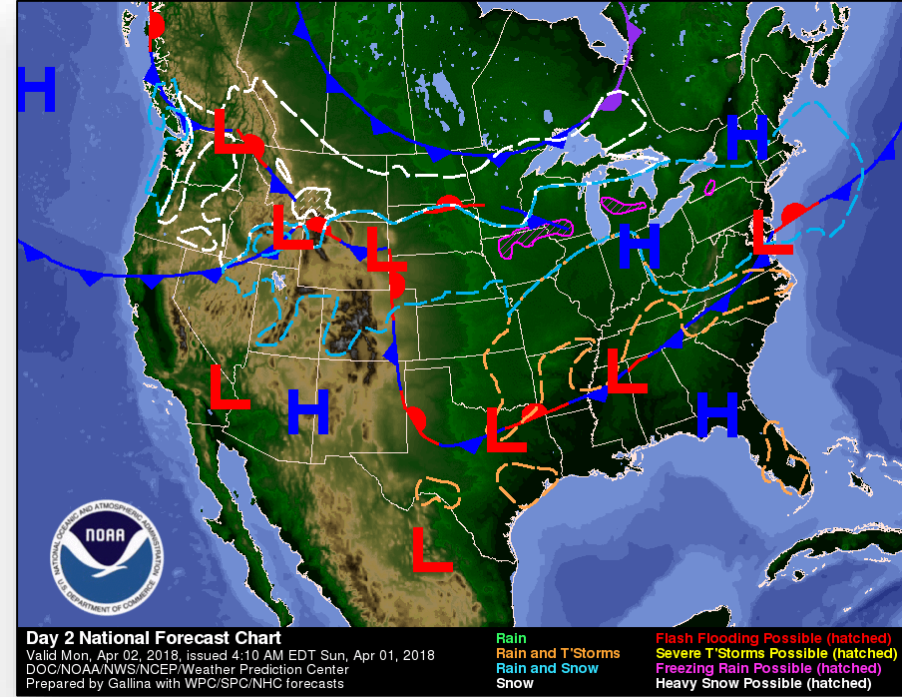 H
L
H
L
L
H
L
L
H
L
H
L
L
NOAA
NATIONAL OCEANIC AND ATMOSPHERIC ADMINISTRATION
U.S. DEPARTMENT OF COMMERCE
Day 2 National Forecast Chart
Valid Mon, Apr 02, 2018, issued 4:10 AM EDT Sun, Apr 01, 2018
DOC/NOAA/NWS/NCEP/Weather Prediction Center
Prepared by Gallina with WPC/SPC/NHC forecasts
Rain
Rain and T'Storms
Rain and Snow
Snow
Flash Flooding Possible (hatched)
Severe T'Storms Possible (hatched)
Freezing Rain Possible (hatched)
Heavy Snow Possible (hatched)